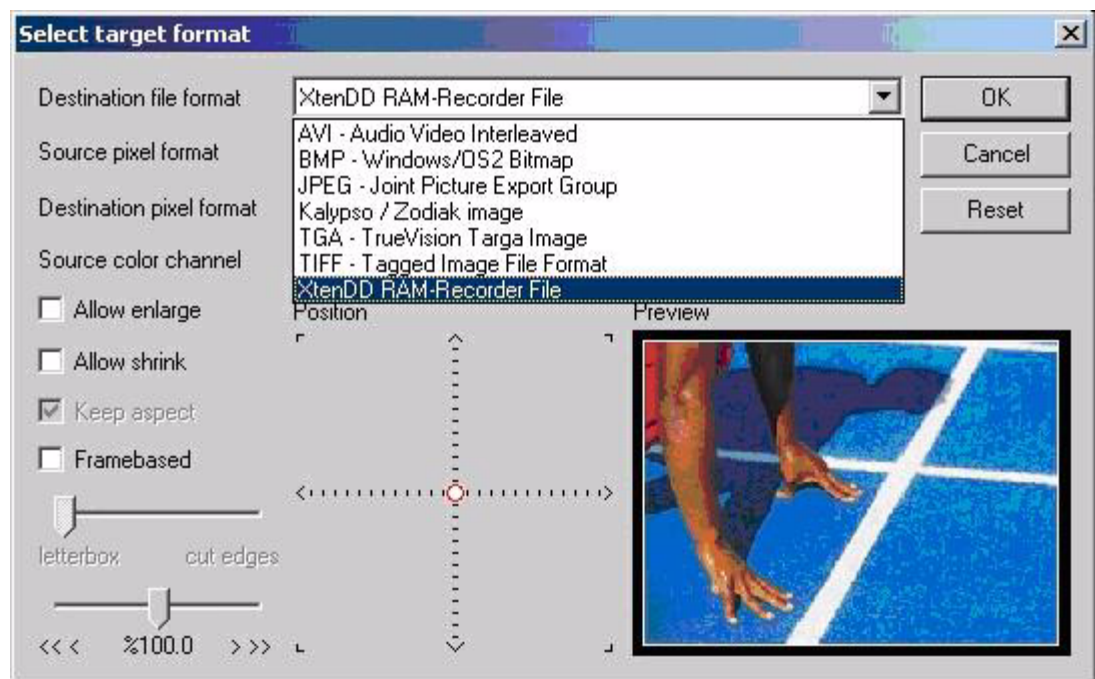 Select target format
Destination file format
XtenDD RAM-Recorder File
OK
AVI - Audio Video Interleaved
BMP - Windows/OS2 Bitmap
JPEG - Joint Picture Export Group
Kalypso / Zodiak image
TGA - TrueVision Targa Image
TIFF - Tagged Image File Format
XtenDD RAM-Recorder File
Source pixel format
Cancel
Destination pixel format
Reset
Source color channel
Allow enlarge
Position
Preview
Allow shrink
Keep aspect
Framebased
letterbox cut edges
<<< %100.0 >>>